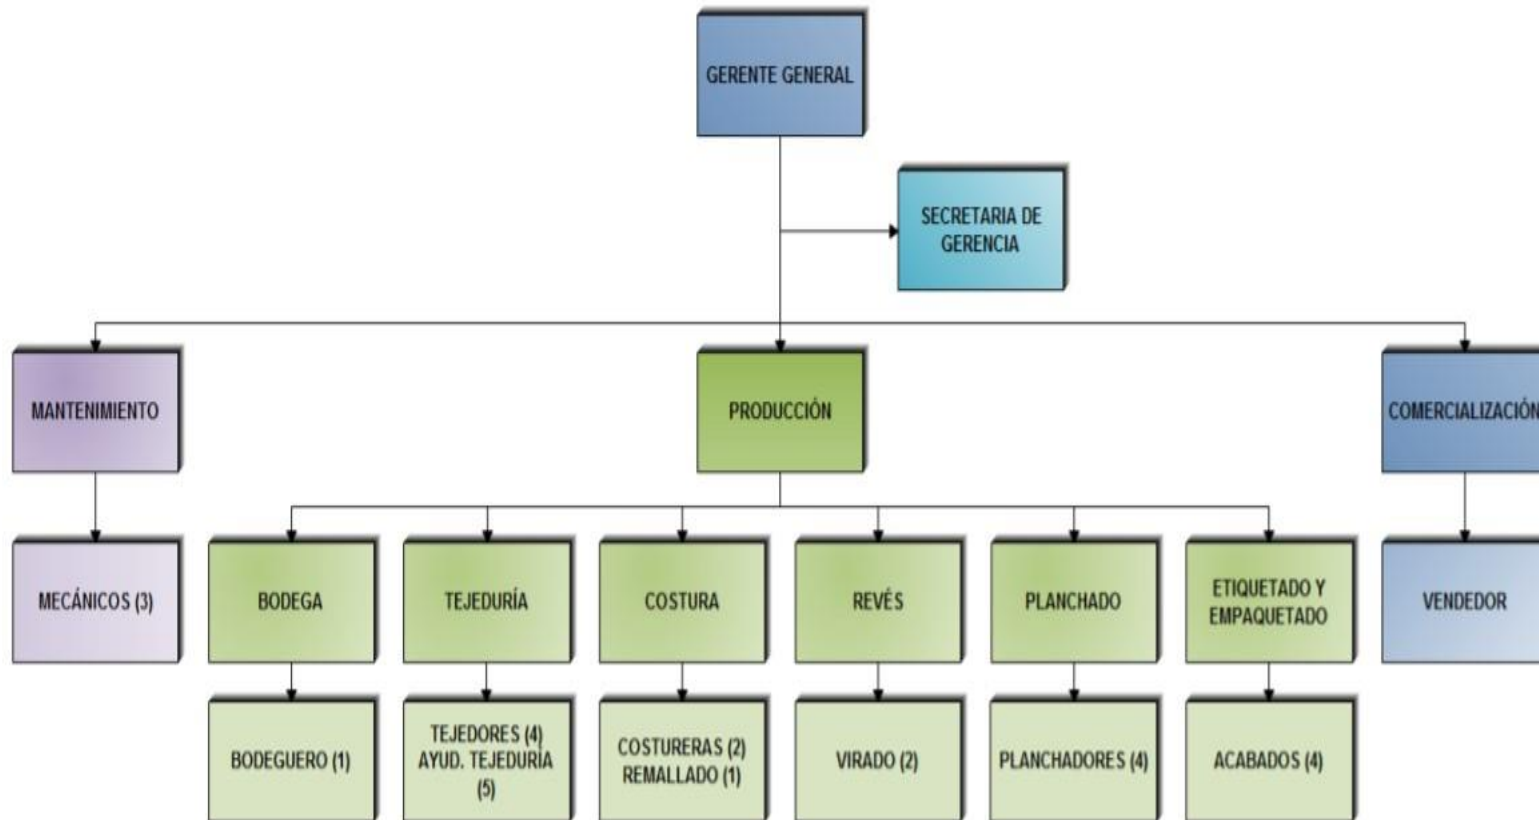 GERENTE GENERAL
SECRETARIA DE
GERENCIA
MANTENIMIENTO
PRODUCCIÓN
COMERCIALIZACIÓN
MECÁNICOS (3)
BODEGA
TEJEDURÍA
COSTURA
REVÉS
PLANCHADO
ETIQUETADO Y
EMPAQUETADO
VENDEDOR
BODEGUERO (1)
TEJEDORES (4)
AYUD. TEJEDURÍA
(5)
COSTURERAS (2)
REMALLADO (1)
VIRADO (2)
PLANCHADORES (4)
ACABADOS (4)